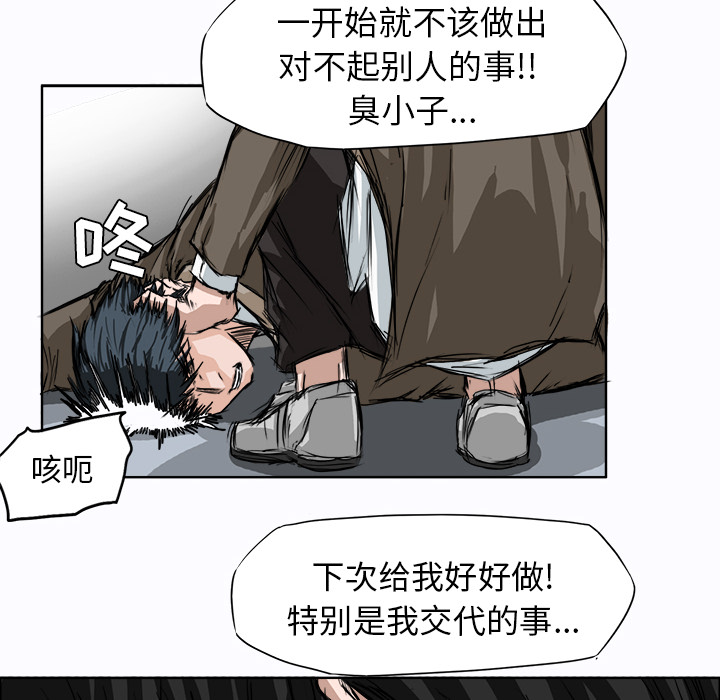 一开始就不该做出
对不起别人的事!!
臭小子...
咚
咳呃
下次给我好好做!
特别是我交代的事...